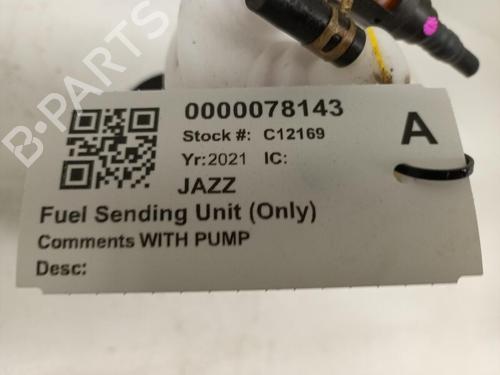 0000078143
Stock #: C12169
A
Yr:2021 IC:
JAZZ
Fuel Sending Unit (Only)
Comments WITH PUMP
Desc:
B-PARTS